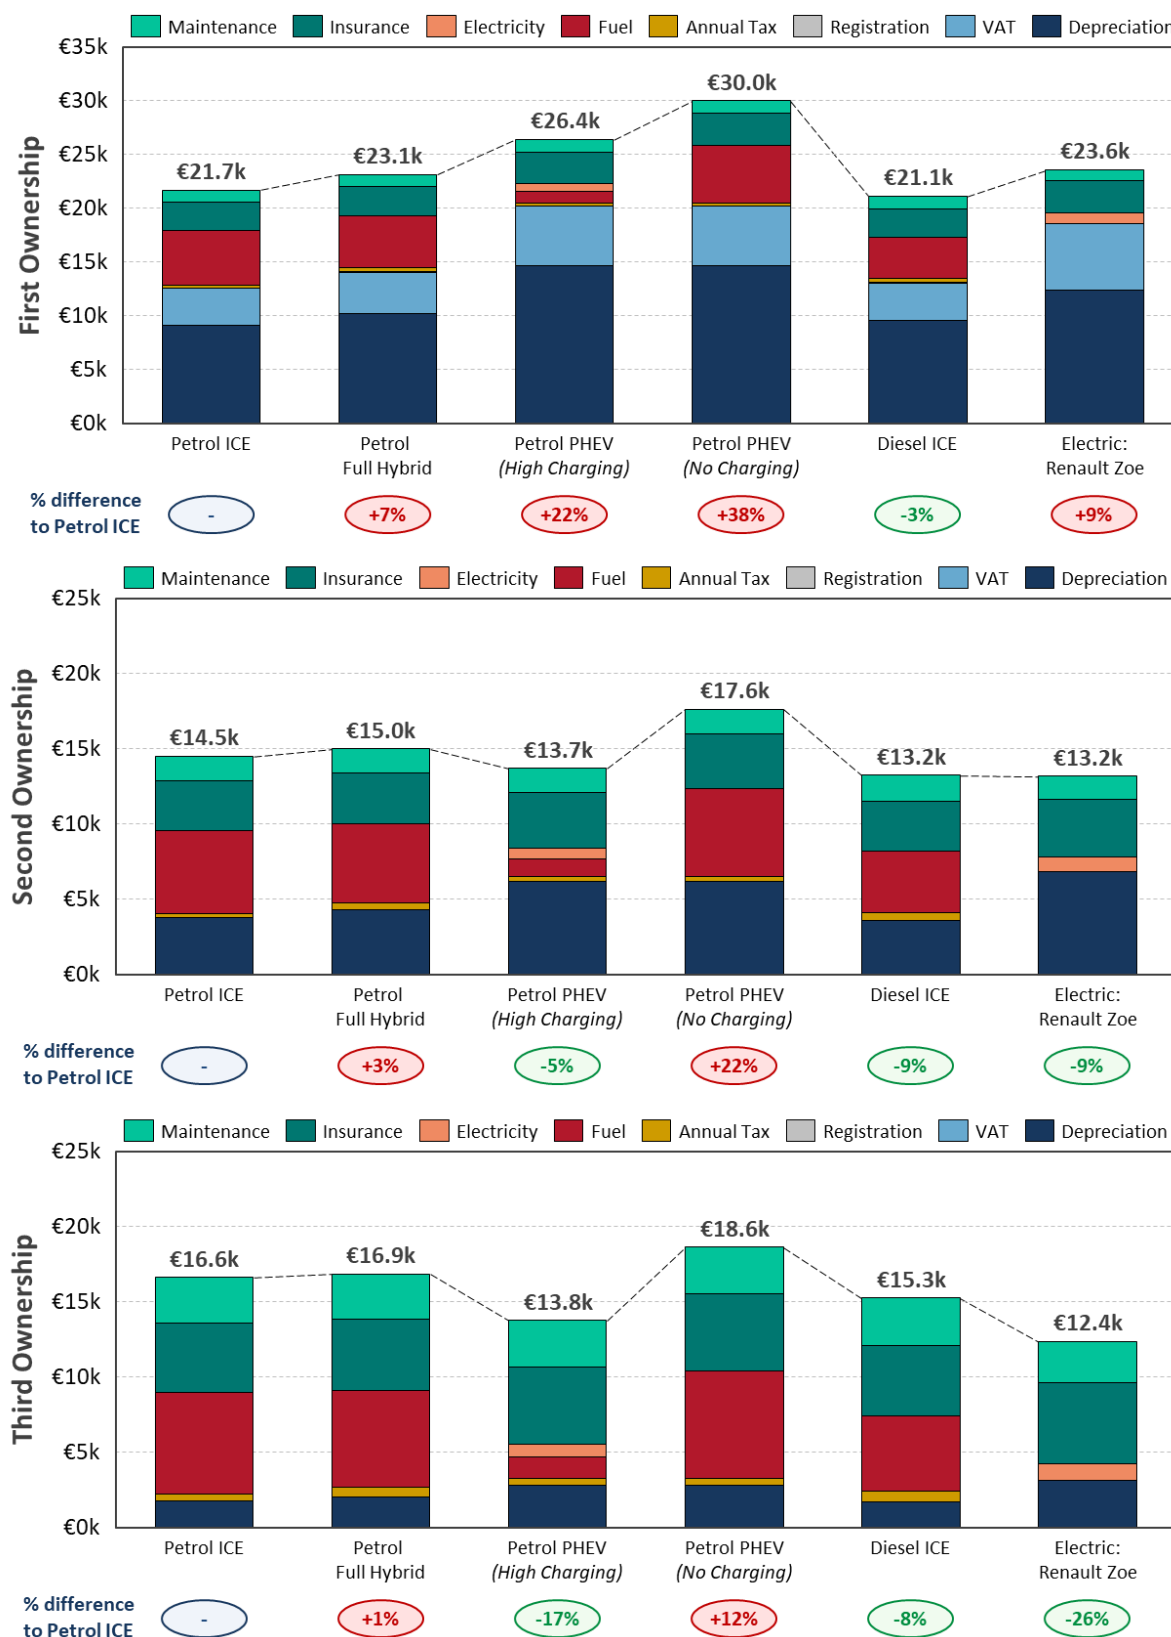 Maintenance Insurance Electricity Fuel Annual Tax Registration VAT Depreciation
First Ownership
€35k
€30k
€25k
€20k
€15k
€10k
€5k
€0k
€21.7k
€23.1k
€26.4k
€30.0k
€21.1k
€23.6k
Petrol ICE
Petrol
Full Hybrid
Petrol PHEV
(High Charging)
Petrol PHEV
(No Charging)
Diesel ICE
Electric:
Renault Zoe
% difference
to Petrol ICE
- +7% +22% +38% -3% +9%
Maintenance Insurance Electricity Fuel Annual Tax Registration VAT Depreciation
Second Ownership
€25k
€20k
€15k
€10k
€5k
€0k
€14.5k
€15.0k
€13.7k
€17.6k
€13.2k
€13.2k
Petrol ICE
Petrol
Full Hybrid
Petrol PHEV
(High Charging)
Petrol PHEV
(No Charging)
Diesel ICE
Electric:
Renault Zoe
% difference
to Petrol ICE
- +3% -5% +22% -9% -9%
Maintenance Insurance Electricity Fuel Annual Tax Registration VAT Depreciation
Third Ownership
€25k
€20k
€15k
€10k
€5k
€0k
€16.6k
€16.9k
€13.8k
€18.6k
€15.3k
€12.4k
Petrol ICE
Petrol
Full Hybrid
Petrol PHEV
(High Charging)
Petrol PHEV
(No Charging)
Diesel ICE
Electric:
Renault Zoe
% difference
to Petrol ICE
- +1% -17% +12% -8% -26%